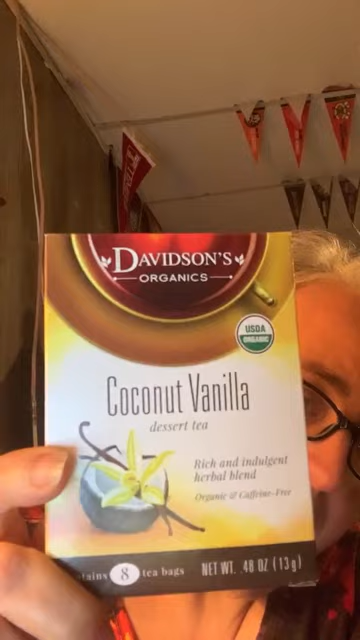 DAVIDSON'S
ORGANICS
USDA
ORGANIC
Coconut Vanilla
dessert tea
Rich and indulgent
herbal blend
Organic & Caffeine-Free
tains 8 tea bags NET WT. .48 OZ (13g)